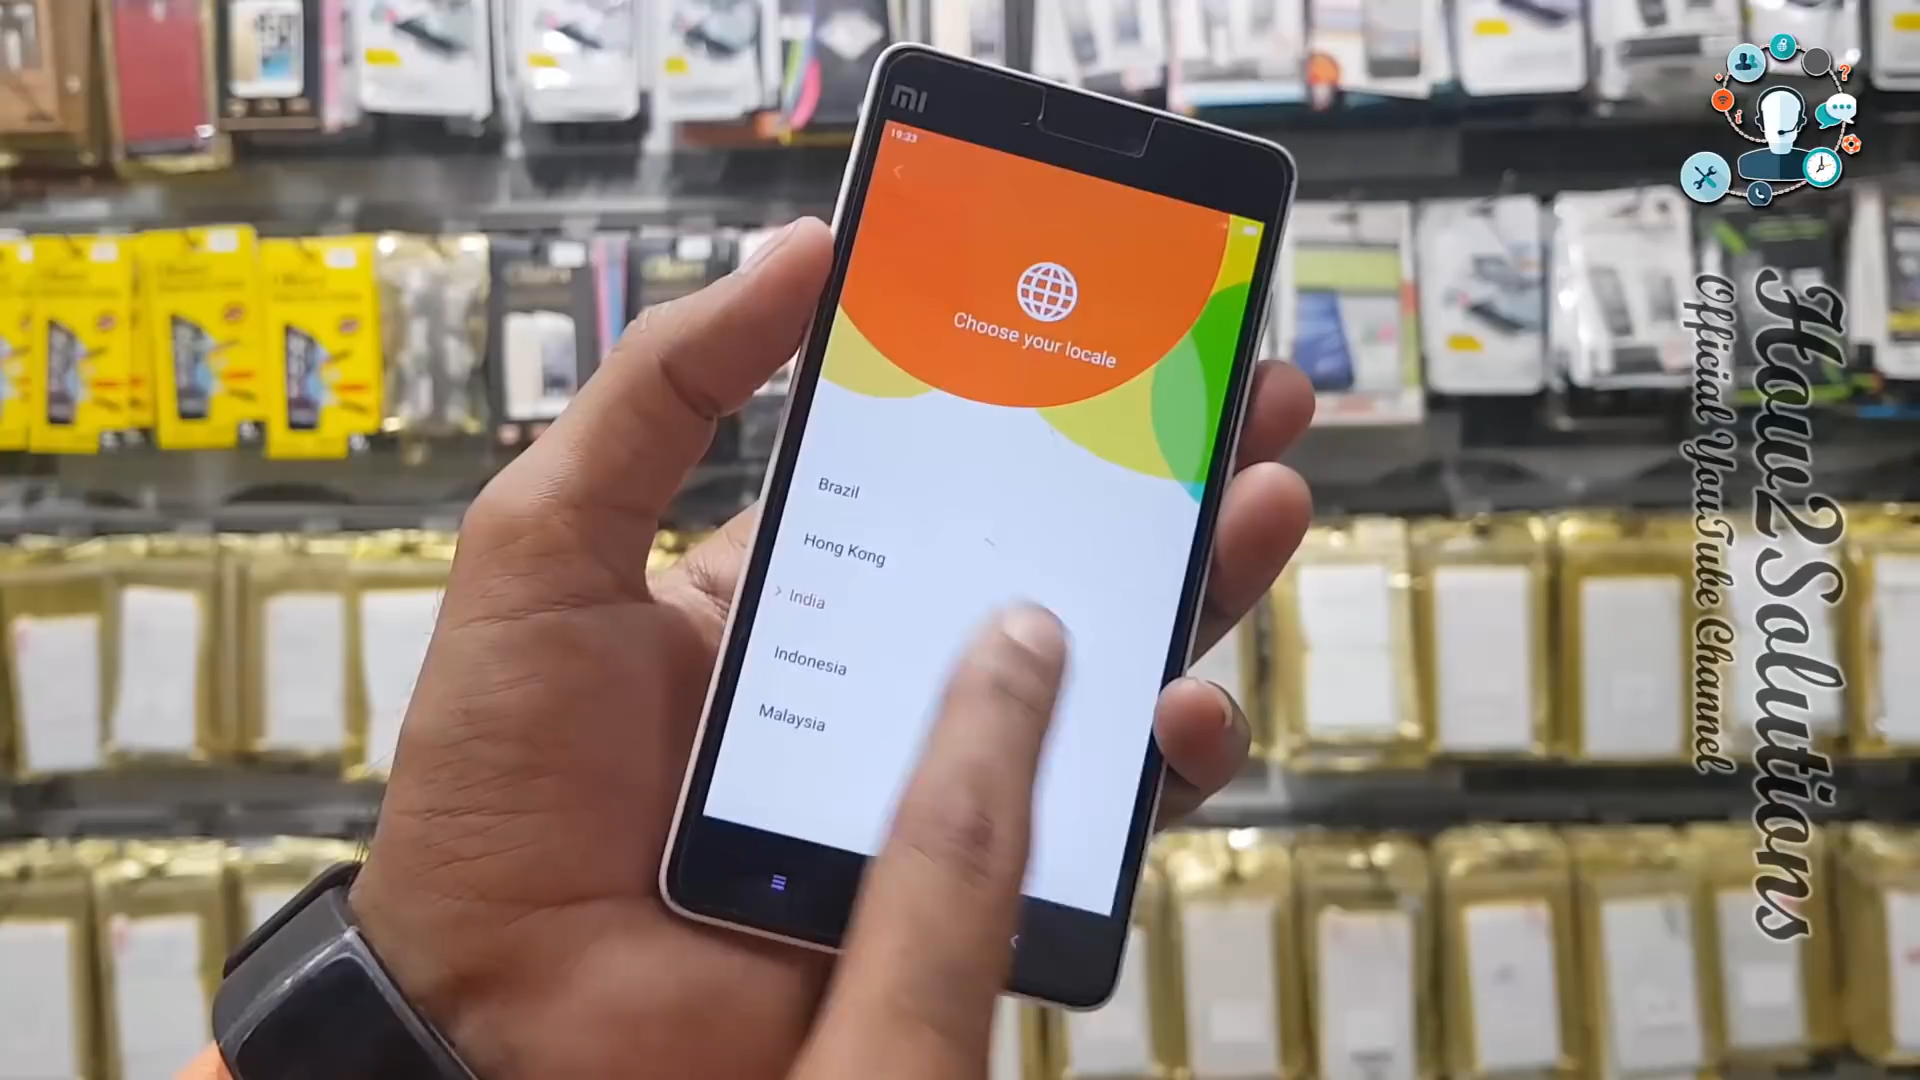 MI
19:33
Choose your locale
Brazil
Hong Kong
India
Indonesia
Malaysia
How2Solutions
Official YouTube Channel